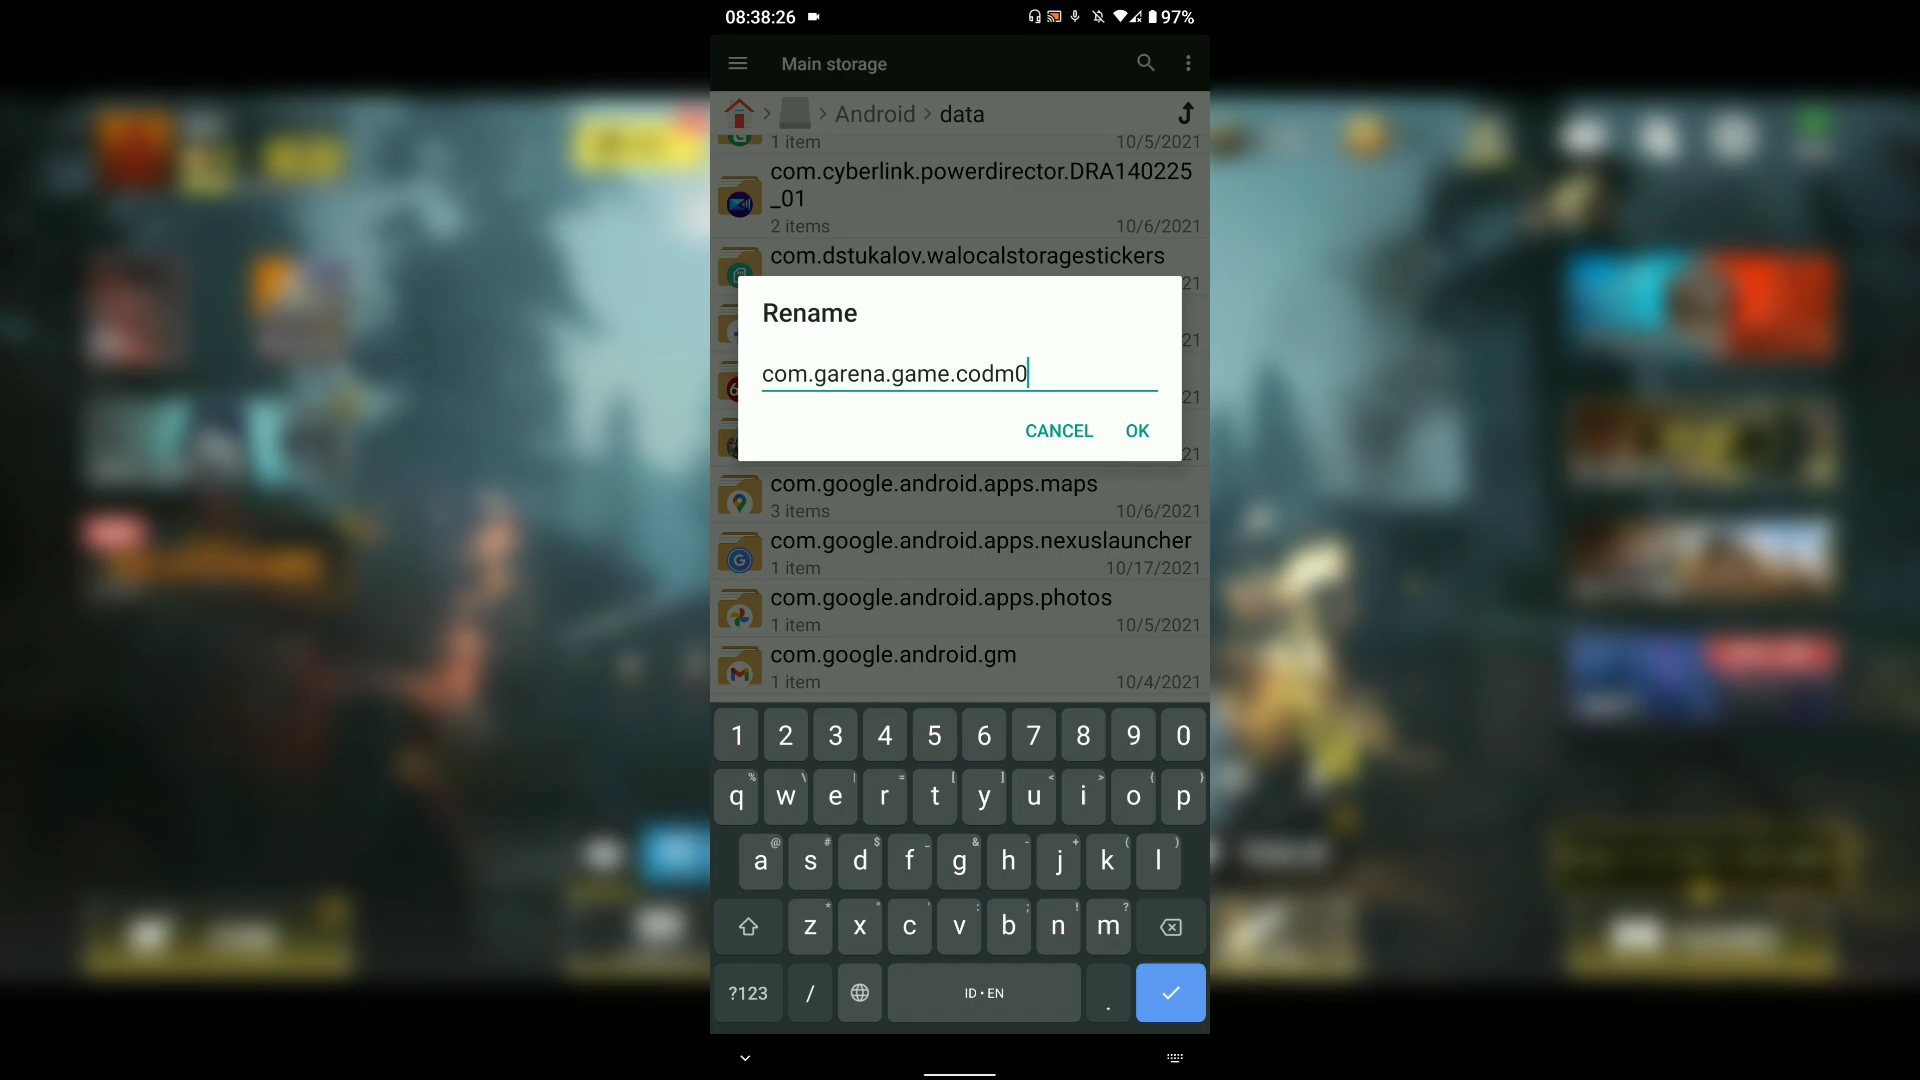 08:38:26 97%
Main storage
Android data
1 item 10/5/2021
com.cyberlink.powerdirector.DRA140225
_01
2 items 10/6/2021
com.dstukalov.walocalstoragestickers
21
Rename
21
com.garena.game.codm0
21
CANCEL OK
21
com.google.android.apps.maps
3 items 10/6/2021
com.google.android.apps.nexuslauncher
1 item 10/17/2021
com.google.android.apps.photos
1 item 10/5/2021
com.google.android.gm
1 item 10/4/2021
1 2 3 4 5 6 7 8 9 0
% \ | = [ ] < > { }
q w e r t y u i o p
@ # $ _ & - + ( )
a s d f g h j k l
* " ' : ; ! ?
z x c v b n m
?123 / ID • EN .